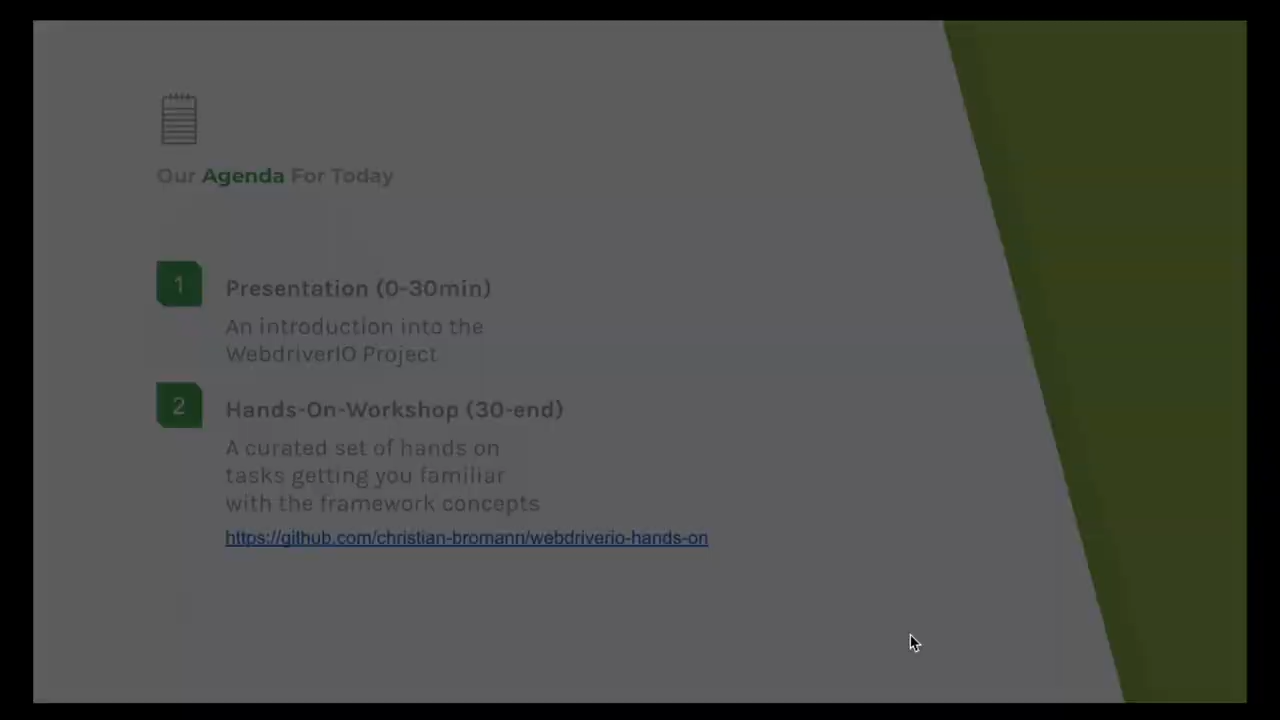 Our Agenda For Today
1
Presentation (0-30min)
An introduction into the
WebdriverIO Project
2
Hands-On-Workshop (30-end)
A curated set of hands on
tasks getting you familiar
with the framework concepts
https://github.com/christian-bromann/webdriverio-hands-on